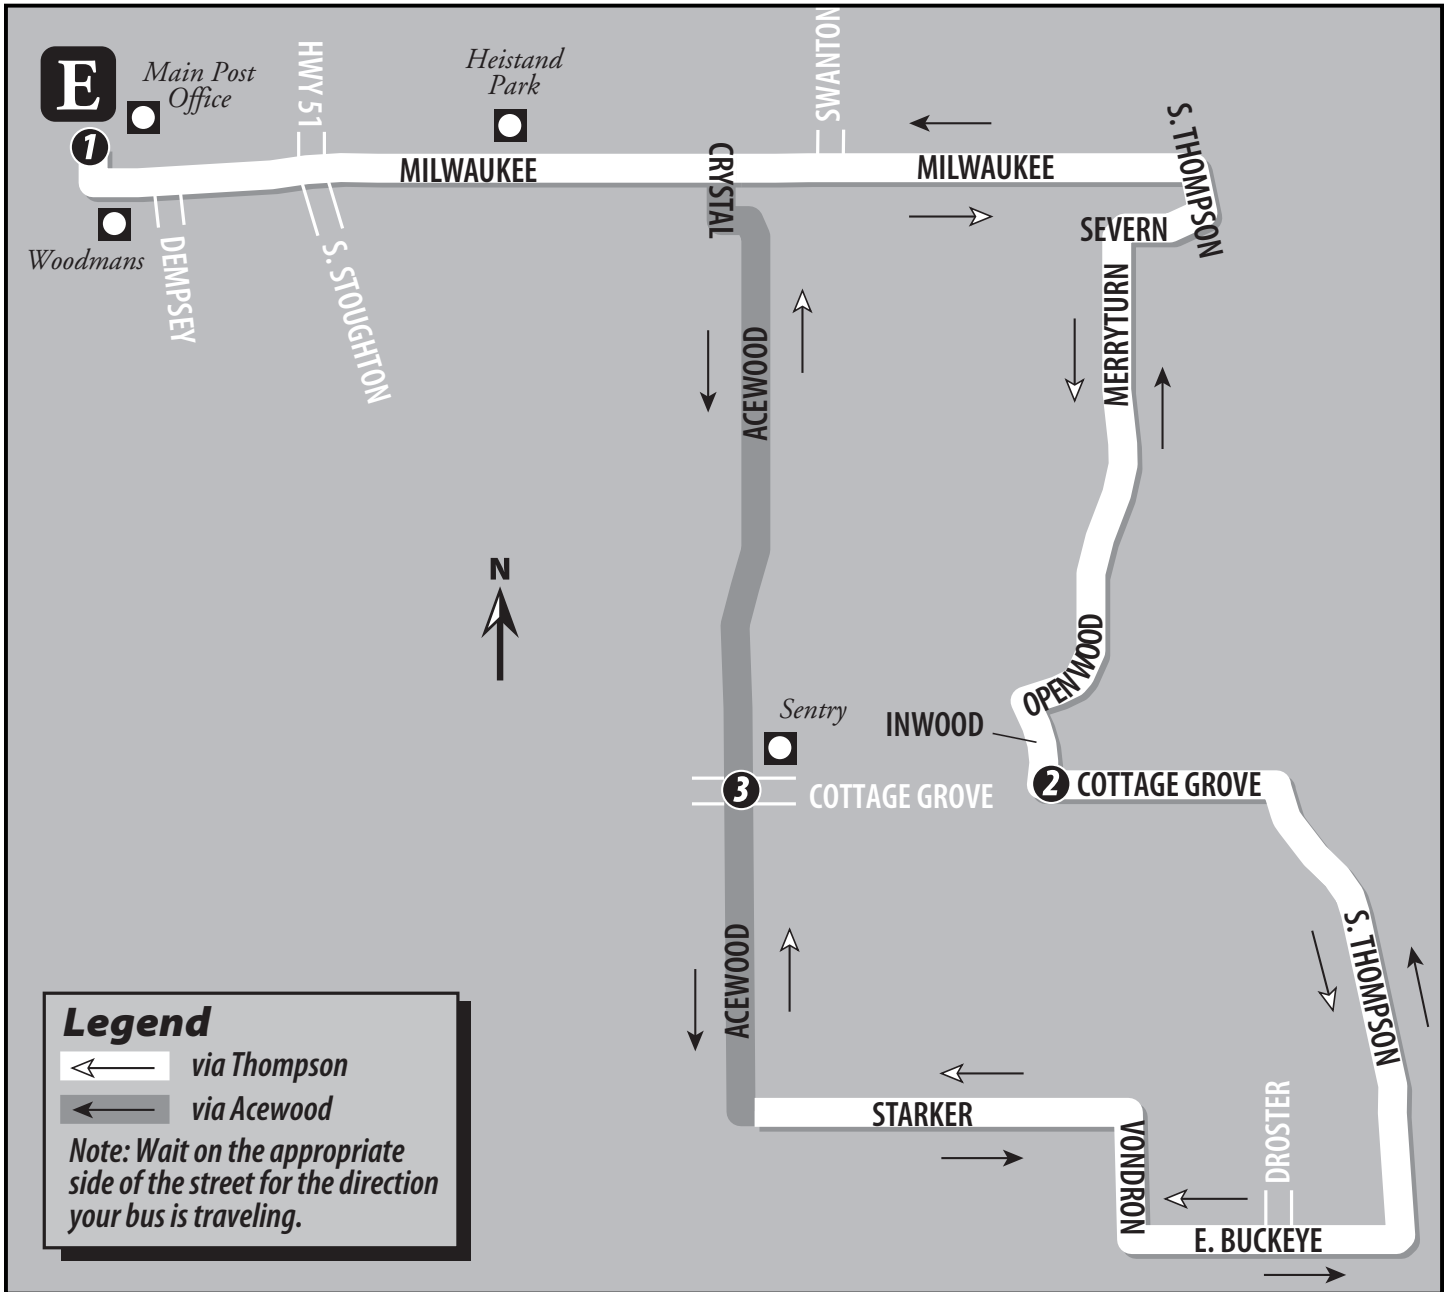 E
Main Post
Office
HWY 51
Heistand
Park
SWANTON
S. THOMPSON
1
MILWAUKEE
CRYSTAL
MILWAUKEE
SEVERN
Woodmans
DEMPSEY
S. STOUGHTON
MERRYTURN
ACEWOOD
N
OPENWOOD
Sentry
INWOOD
3
COTTAGE GROVE
2
COTTAGE GROVE
S. THOMPSON
ACEWOOD
STARKER
VONDRON
DROSTER
E. BUCKEYE
Legend
via Thompson
via Acewood
Note: Wait on the appropriate
side of the street for the direction
your bus is traveling.